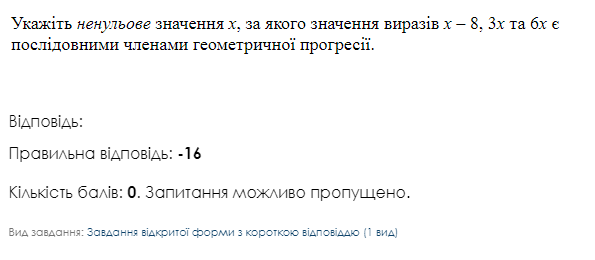 Укажіть ненульове значення x, за якого значення виразів x – 8, 3x та 6x є
послідовними членами геометричної прогресії.
Відповідь:
Правильна відповідь: -16
Кількість балів: 0. Запитання можливо пропущено.
Вид завдання: Завдання відкритої форми з короткою відповіддю (1 вид)